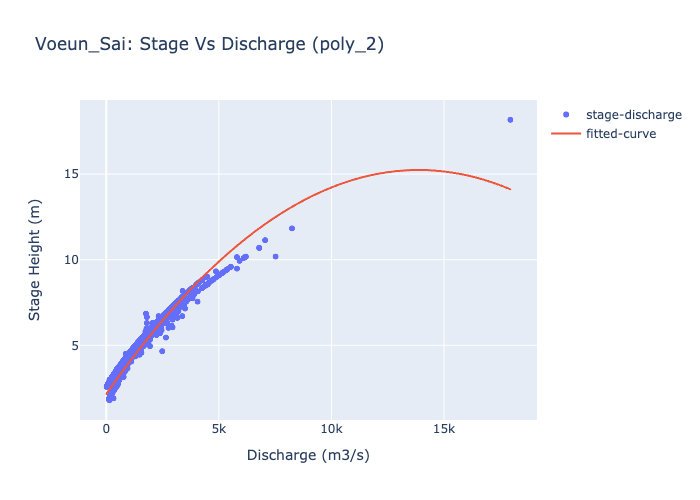 Voeun_Sai: Stage Vs Discharge (poly_2)
stage-discharge
fitted-curve
Stage Height (m)
15
10
5
0
5k
10k
15k
Discharge (m3/s)